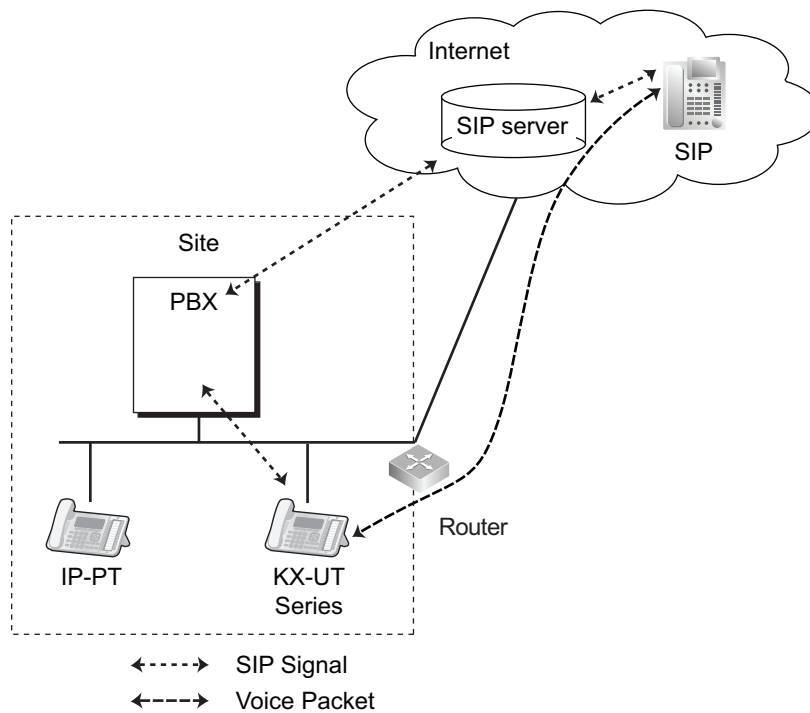 Internet
SIP server
SIP
Site
PBX
Router
IP-PT
KX-UT
Series
SIP Signal
Voice Packet